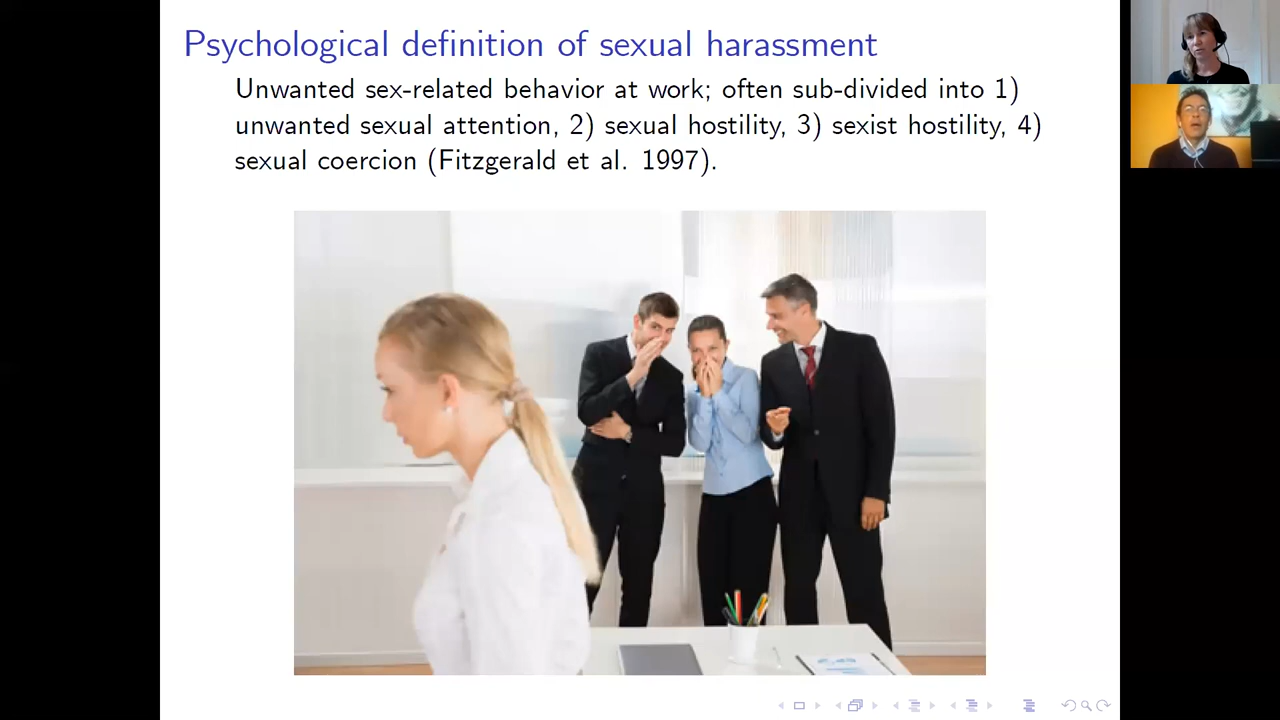 Psychological definition of sexual harassment
Unwanted sex-related behavior at work; often sub-divided into 1)
unwanted sexual attention, 2) sexual hostility, 3) sexist hostility, 4)
sexual coercion (Fitzgerald et al. 1997).